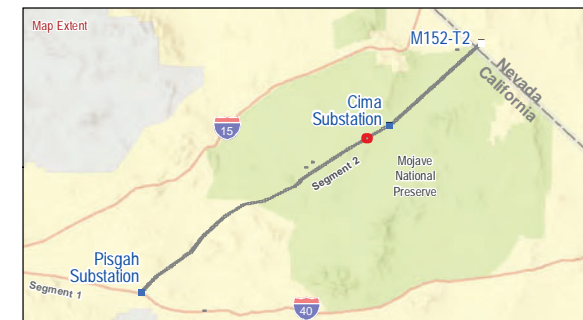 Map Extent
M152-T2
Nevada
California
Cima
Substation
15
Segment 2
Mojave
National
Preserve
Pisgah
Substation
Segment 1
40